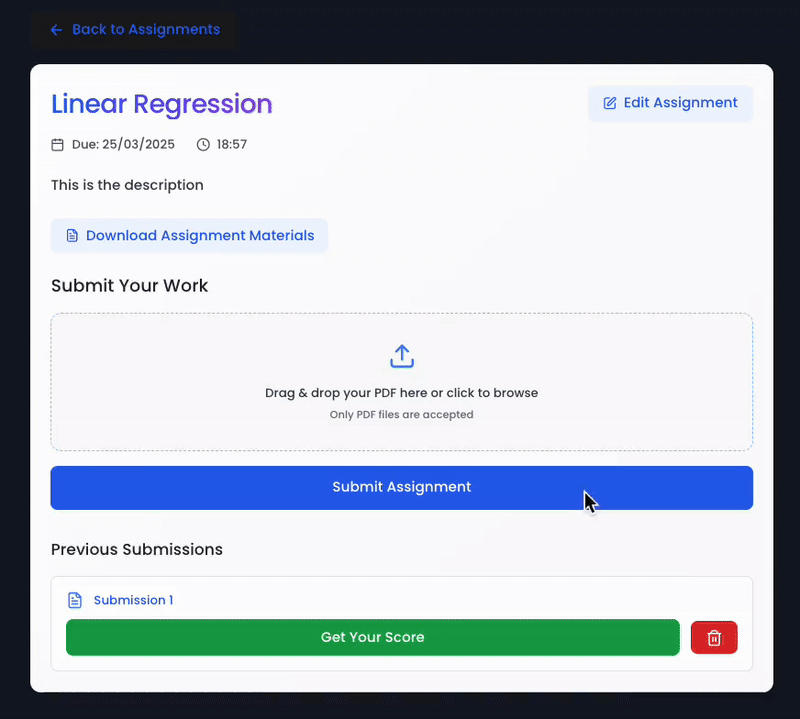 Back to Assignments
Linear Regression
Edit Assignment
Due: 25/03/2025 18:57
This is the description
Download Assignment Materials
Submit Your Work
Drag & drop your PDF here or click to browse
Only PDF files are accepted
Submit Assignment
Previous Submissions
Submission 1
Get Your Score